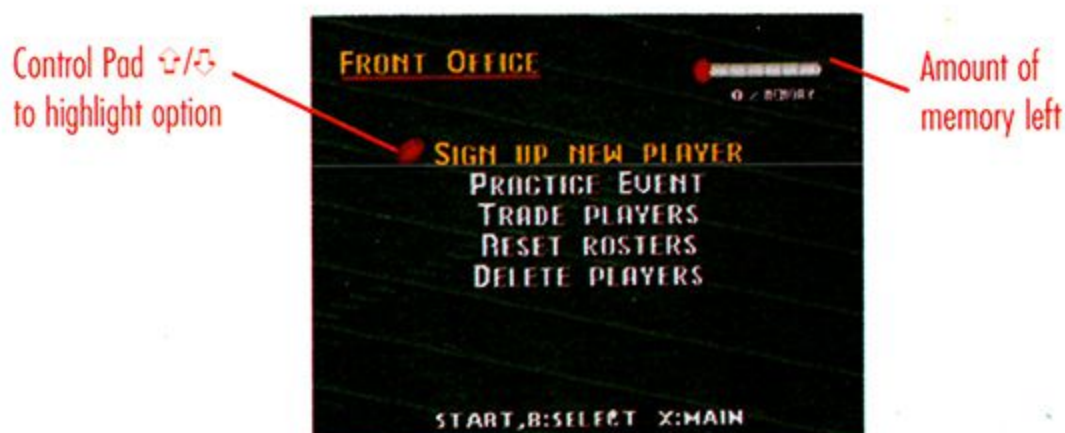 Control Pad ⇧/⇩
to highlight option
FRONT OFFICE
MEMORY
Amount of
memory left
SIGN UP NEW PLAYER
PRACTICE EVENT
TRADE PLAYERS
RESET ROSTERS
DELETE PLAYERS
START,B:SELECT X:MAIN